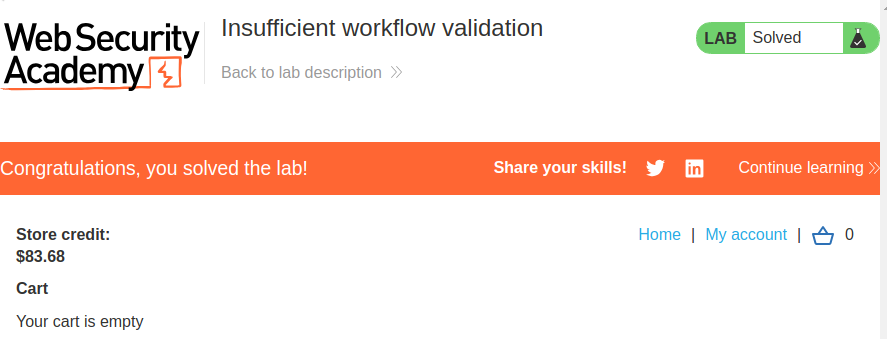 Web Security
Academy
Insufficient workflow validation
Back to lab description
LAB Solved
Congratulations, you solved the lab!
Share your skills!
Continue learning
Store credit:
$83.68
Home | My account | 0
Cart
Your cart is empty